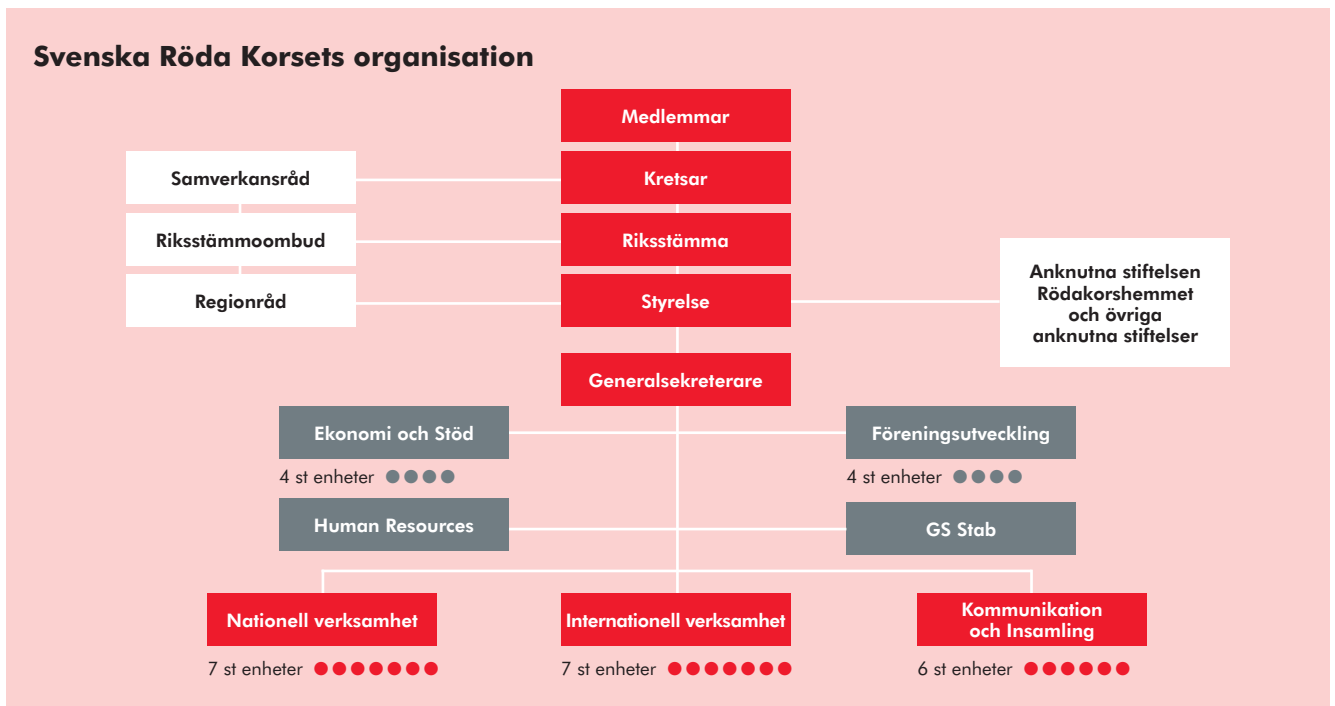 Svenska Röda Korsets organisation
Medlemmar
Samverkansråd
Kretsar
Riksstämmoombud
Riksstämma
Regionråd
Styrelse
Anknutna stiftelsen
Rödakorshemmet
och övriga
anknutna stiftelser
Generalsekreterare
Ekonomi och Stöd
Föreningsutveckling
4 st enheter
4 st enheter
Human Resources
GS Stab
Nationell verksamhet
Internationell verksamhet
Kommunikation
och Insamling
7 st enheter
7 st enheter
6 st enheter